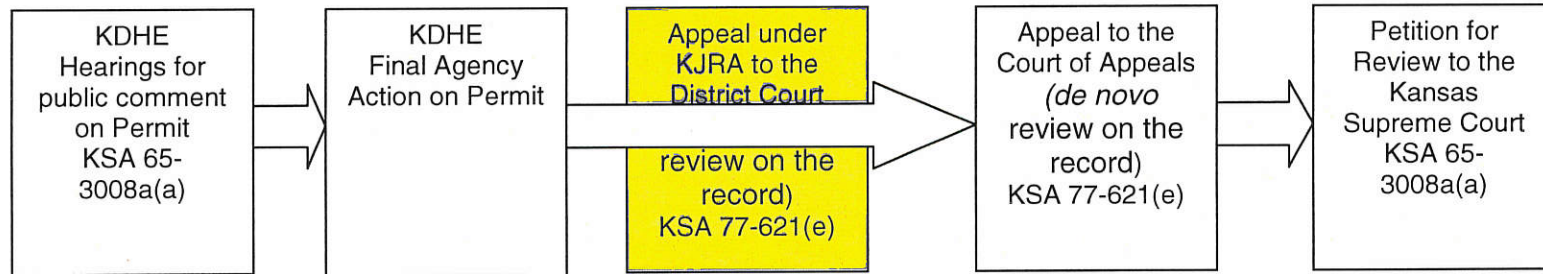 KDHE
Hearings for
public comment
on Permit
KSA 65-
3008a(a)
KDHE
Final Agency
Action on Permit
Appeal under
KJRA to the
District Court
review on the
record)
KSA 77-621(e)
Appeal to the
Court of Appeals
(de novo
review on the
record)
KSA 77-621(e)
Petition for
Review to the
Kansas
Supreme Court
KSA 65-
3008a(a)